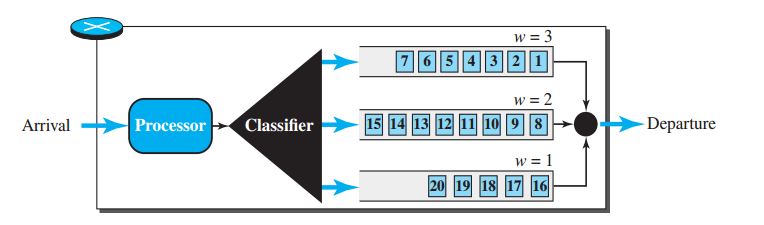 w = 3
7 6 5 4 3 2 1
w = 2
Arrival Processor Classifier 15 14 13 12 11 10 9 8 Departure
w = 1
20 19 18 17 16